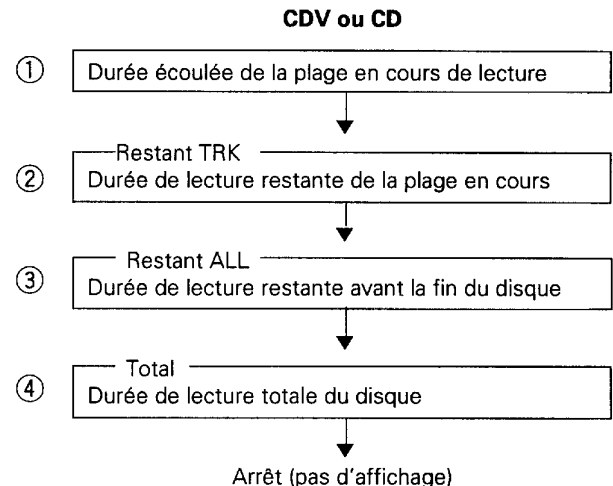 CDV ou CD
① Durée écoulée de la plage en cours de lecture
Restant TRK
② Durée de lecture restante de la plage en cours
Restant ALL
③ Durée de lecture restante avant la fin du disque
Total
④ Durée de lecture totale du disque
Arrêt (pas d'affichage)